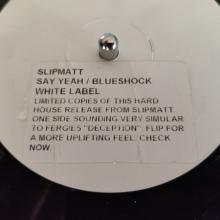 SLIPMATT
SAY YEAH / BLUESHOCK
WHITE LABEL
LIMITED COPIES OF THIS HARD
HOUSE RELEASE FROM SLIPMATT.
ONE SIDE SOUNDING VERY SIMULAR
TO FERGIES "DECEPTION". FLIP FOR
A MORE UPLIFTING FEEL. CHECK
NOW.